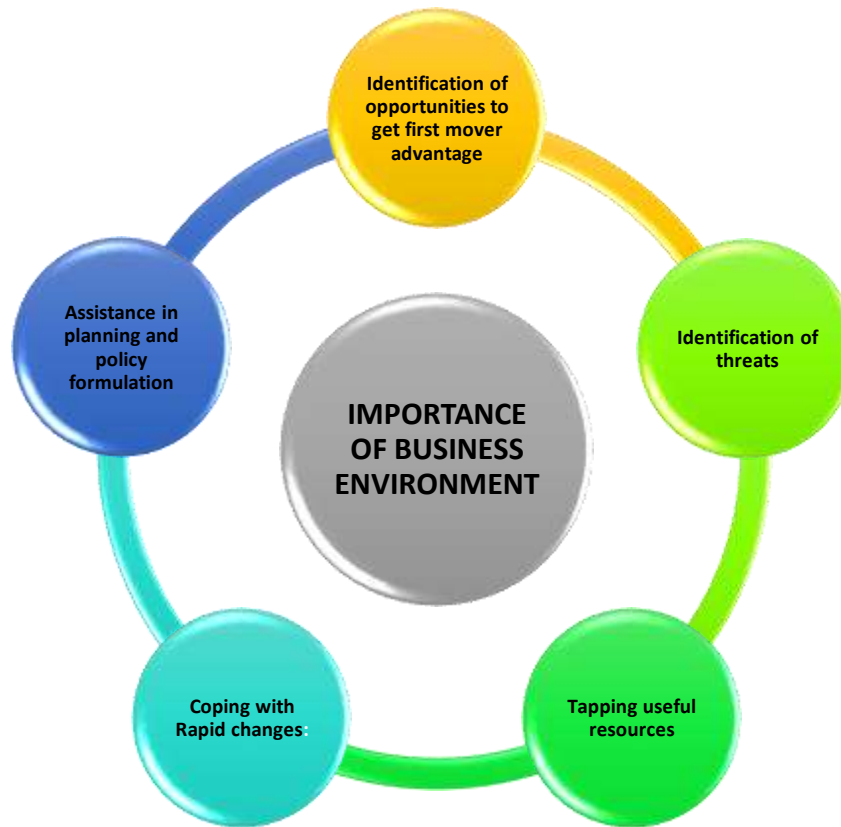 Identification of
opportunities to
get first mover
advantage
Identification of
threats
Tapping useful
resources
Coping with
Rapid changes:
Assistance in
planning and
policy
formulation
IMPORTANCE
OF BUSINESS
ENVIRONMENT